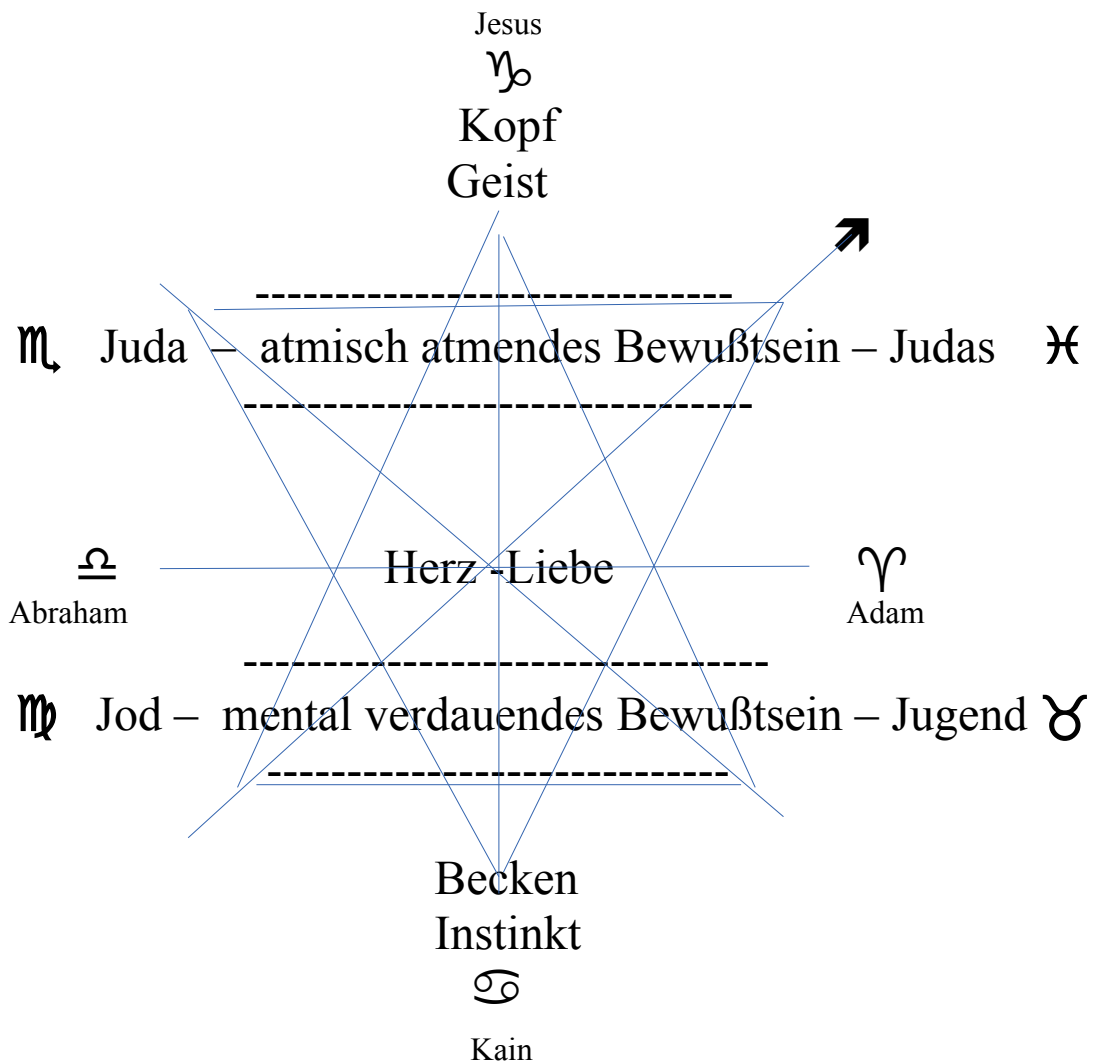 Jesus
♑
Kopf
Geist
------------------------------
♏ Juda – atmisch atmendes Bewußtsein – Judas ♓
--------------------------------
♎ Herz -Liebe ♈
Abraham Adam
---------------------------------
♍ Jod – mental verdauendes Bewußtsein – Jugend ♉
-----------------------------
Becken
Instinkt
♋
Kain